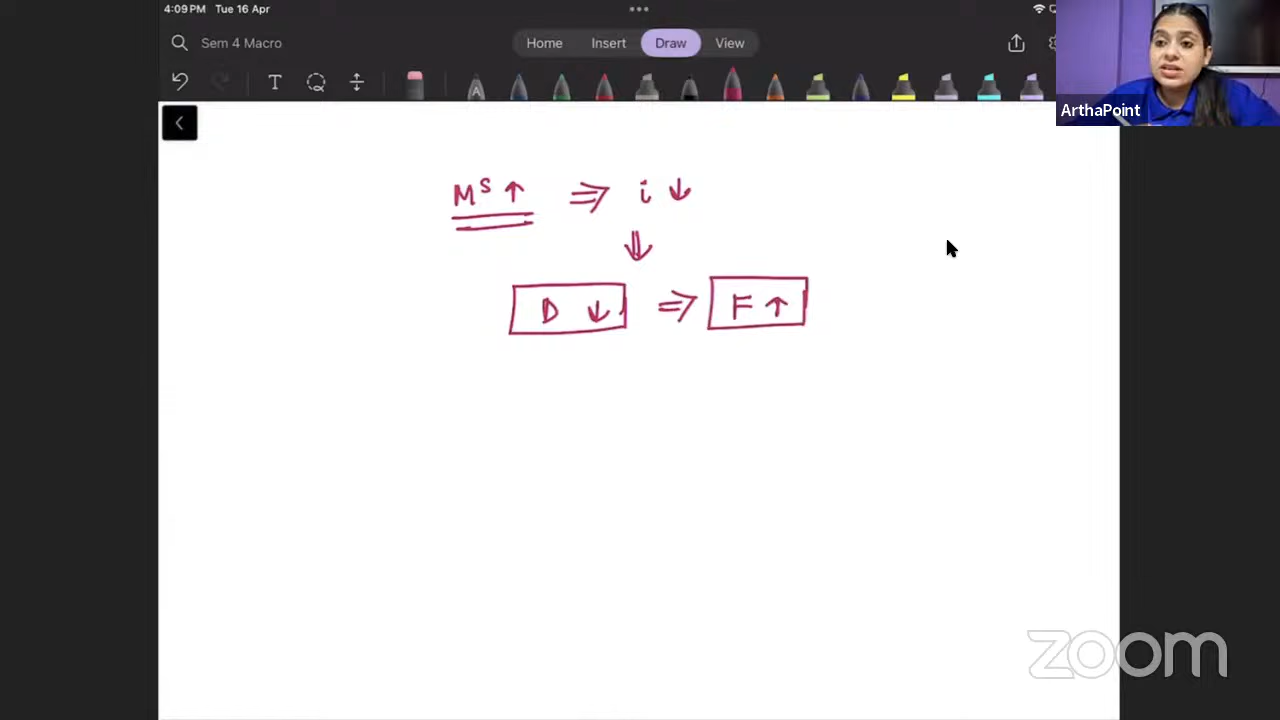 4:09 PM Tue 16 Apr
Sem 4 Macro
Home Insert Draw View
T
A
ArthaPoint
Mˢ ↑ ⇒ i ↓
⇓
D ↓ ⇒ F ↑
zoom